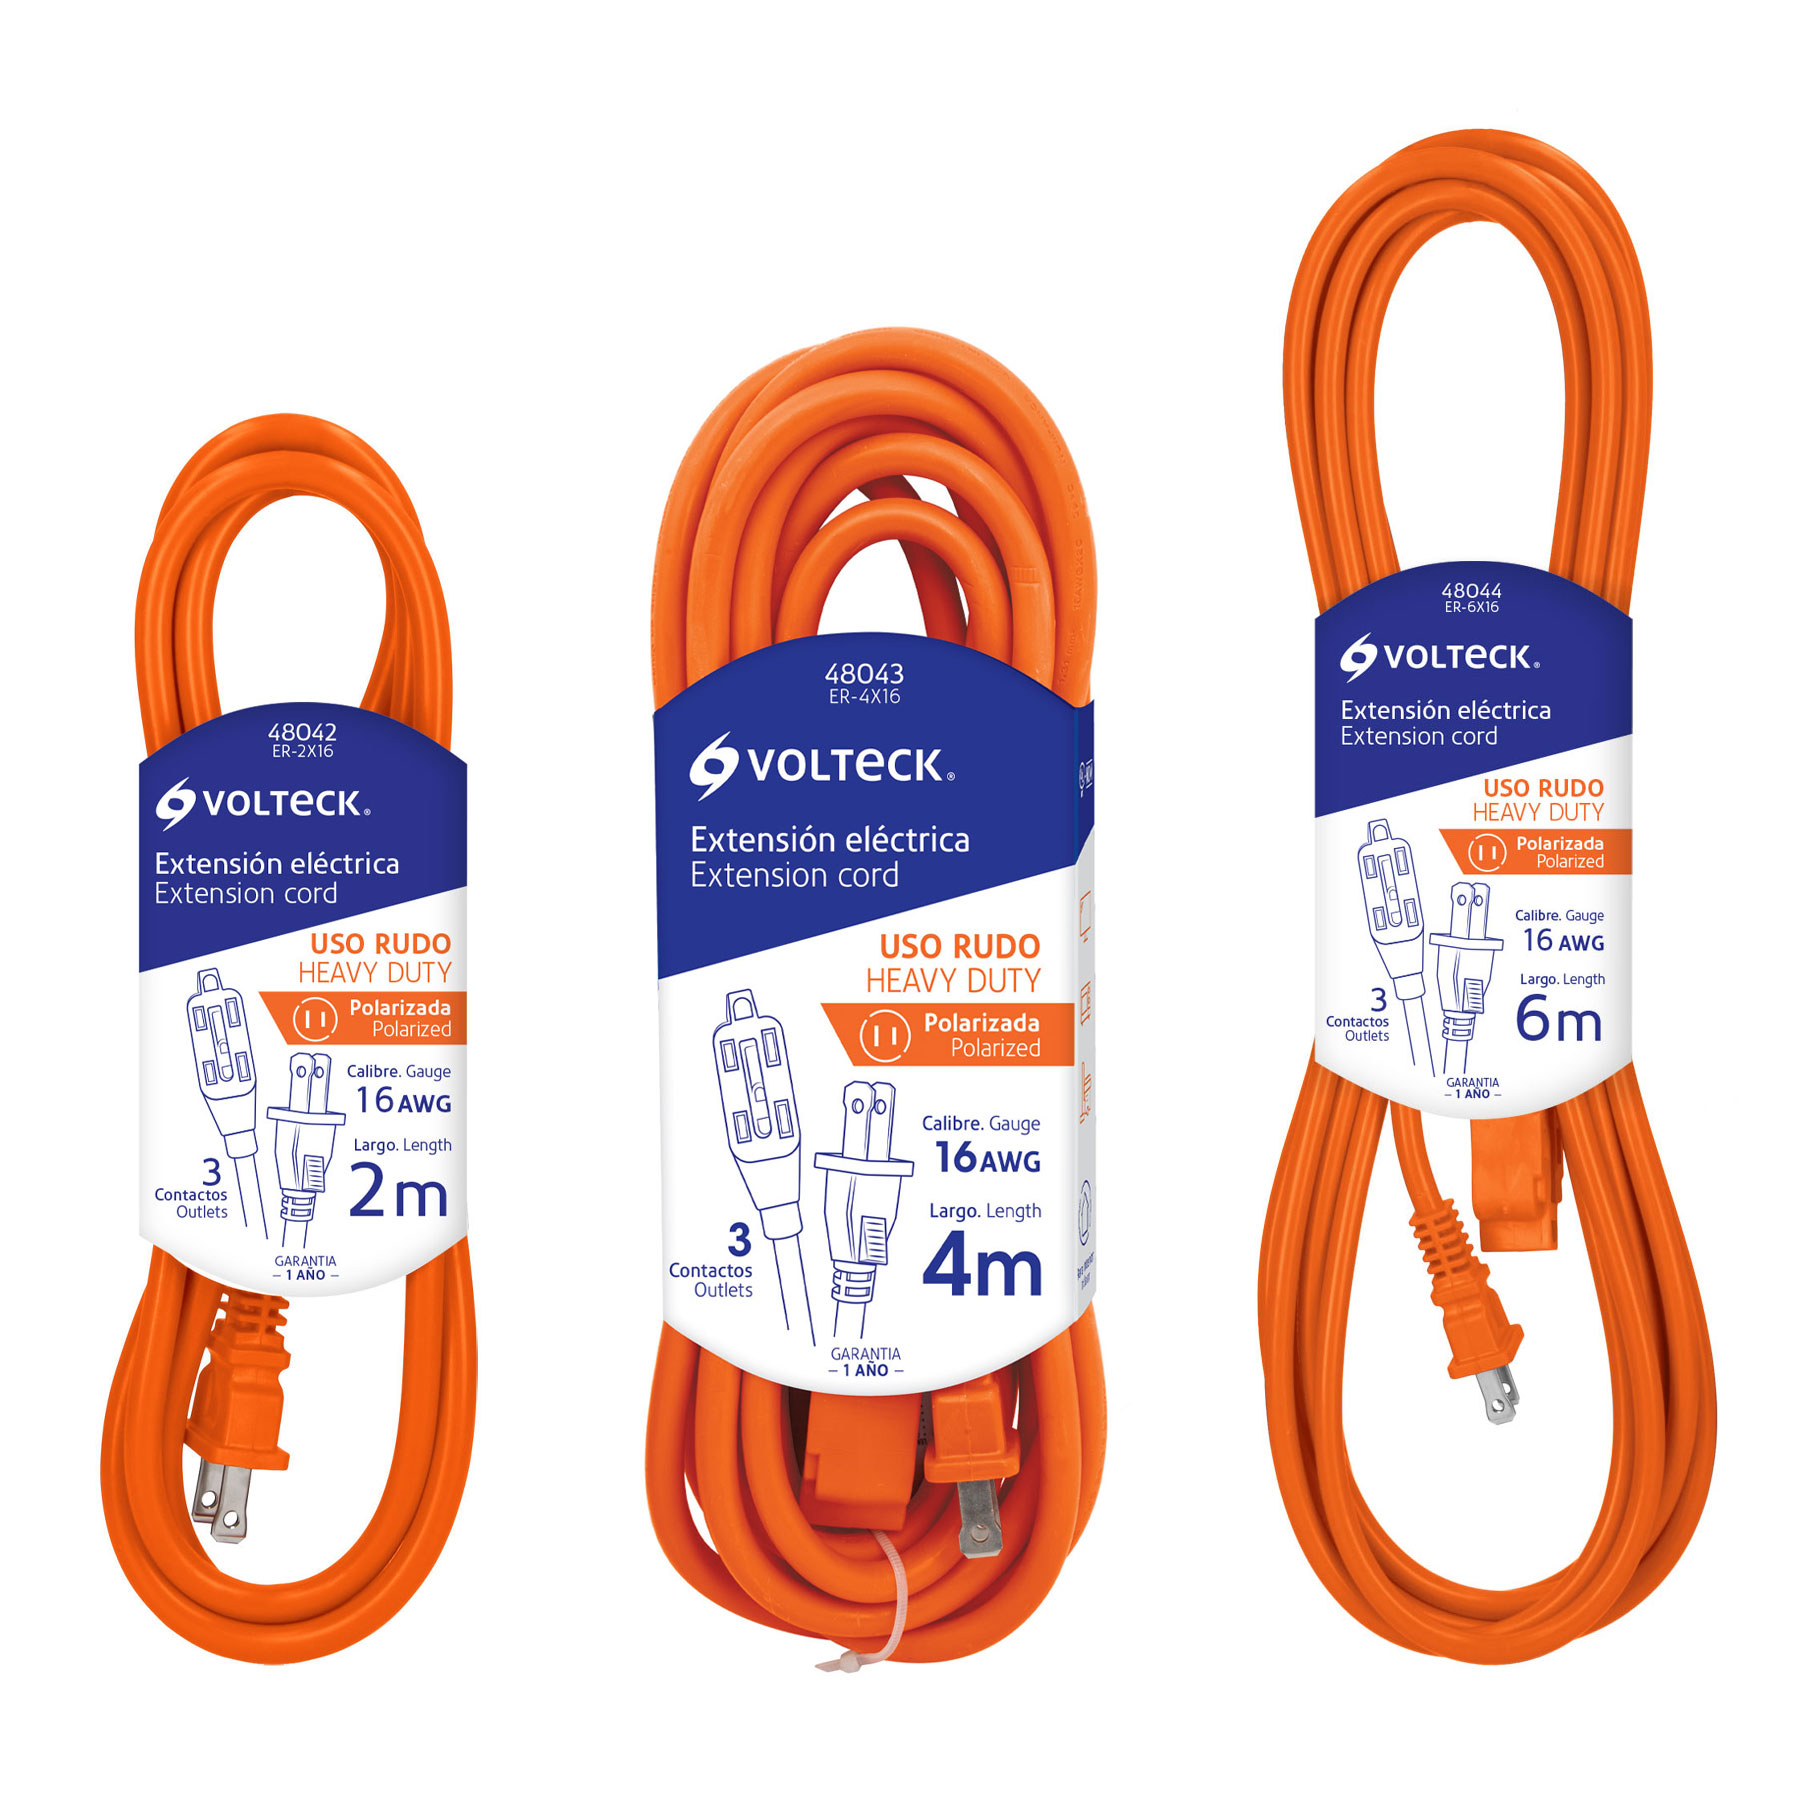 48042
ER-2X16
VOLTECK®
Extensión eléctrica
Extension cord
USO RUDO
HEAVY DUTY
Polarizada
Polarized
Calibre. Gauge
16 AWG
Largo. Length
2 m
3
Contactos
Outlets
GARANTIA
– 1 AÑO –
48043
ER-4X16
VOLTECK®
Extensión eléctrica
Extension cord
USO RUDO
HEAVY DUTY
Polarizada
Polarized
Calibre. Gauge
16 AWG
Largo. Length
4m
3
Contactos
Outlets
GARANTIA
– 1 AÑO –
48044
ER-6X16
VOLTECK®
Extensión eléctrica
Extension cord
USO RUDO
HEAVY DUTY
Polarizada
Polarized
Calibre. Gauge
16 AWG
Largo. Length
6m
3
Contactos
Outlets
GARANTIA
– 1 AÑO –